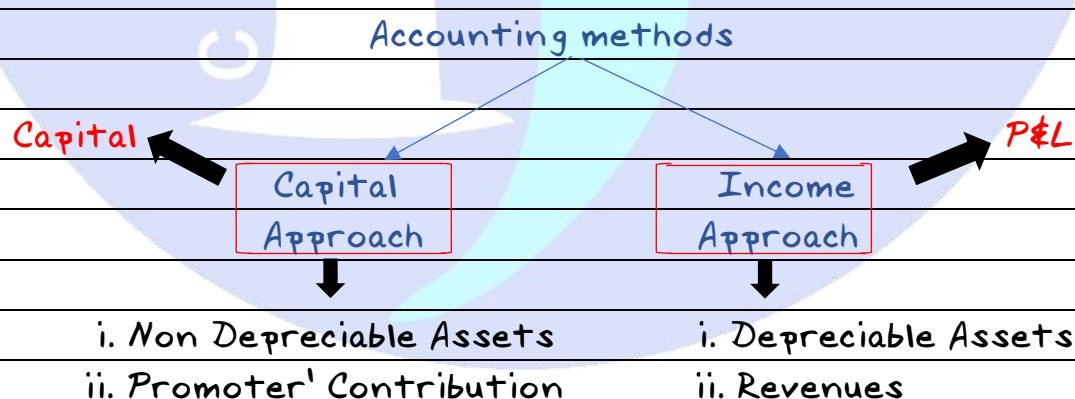 Accounting methods
Capital P&L
Capital Income
Approach Approach
i. Non Depreciable Assets i. Depreciable Assets
ii. Promoter' Contribution ii. Revenues